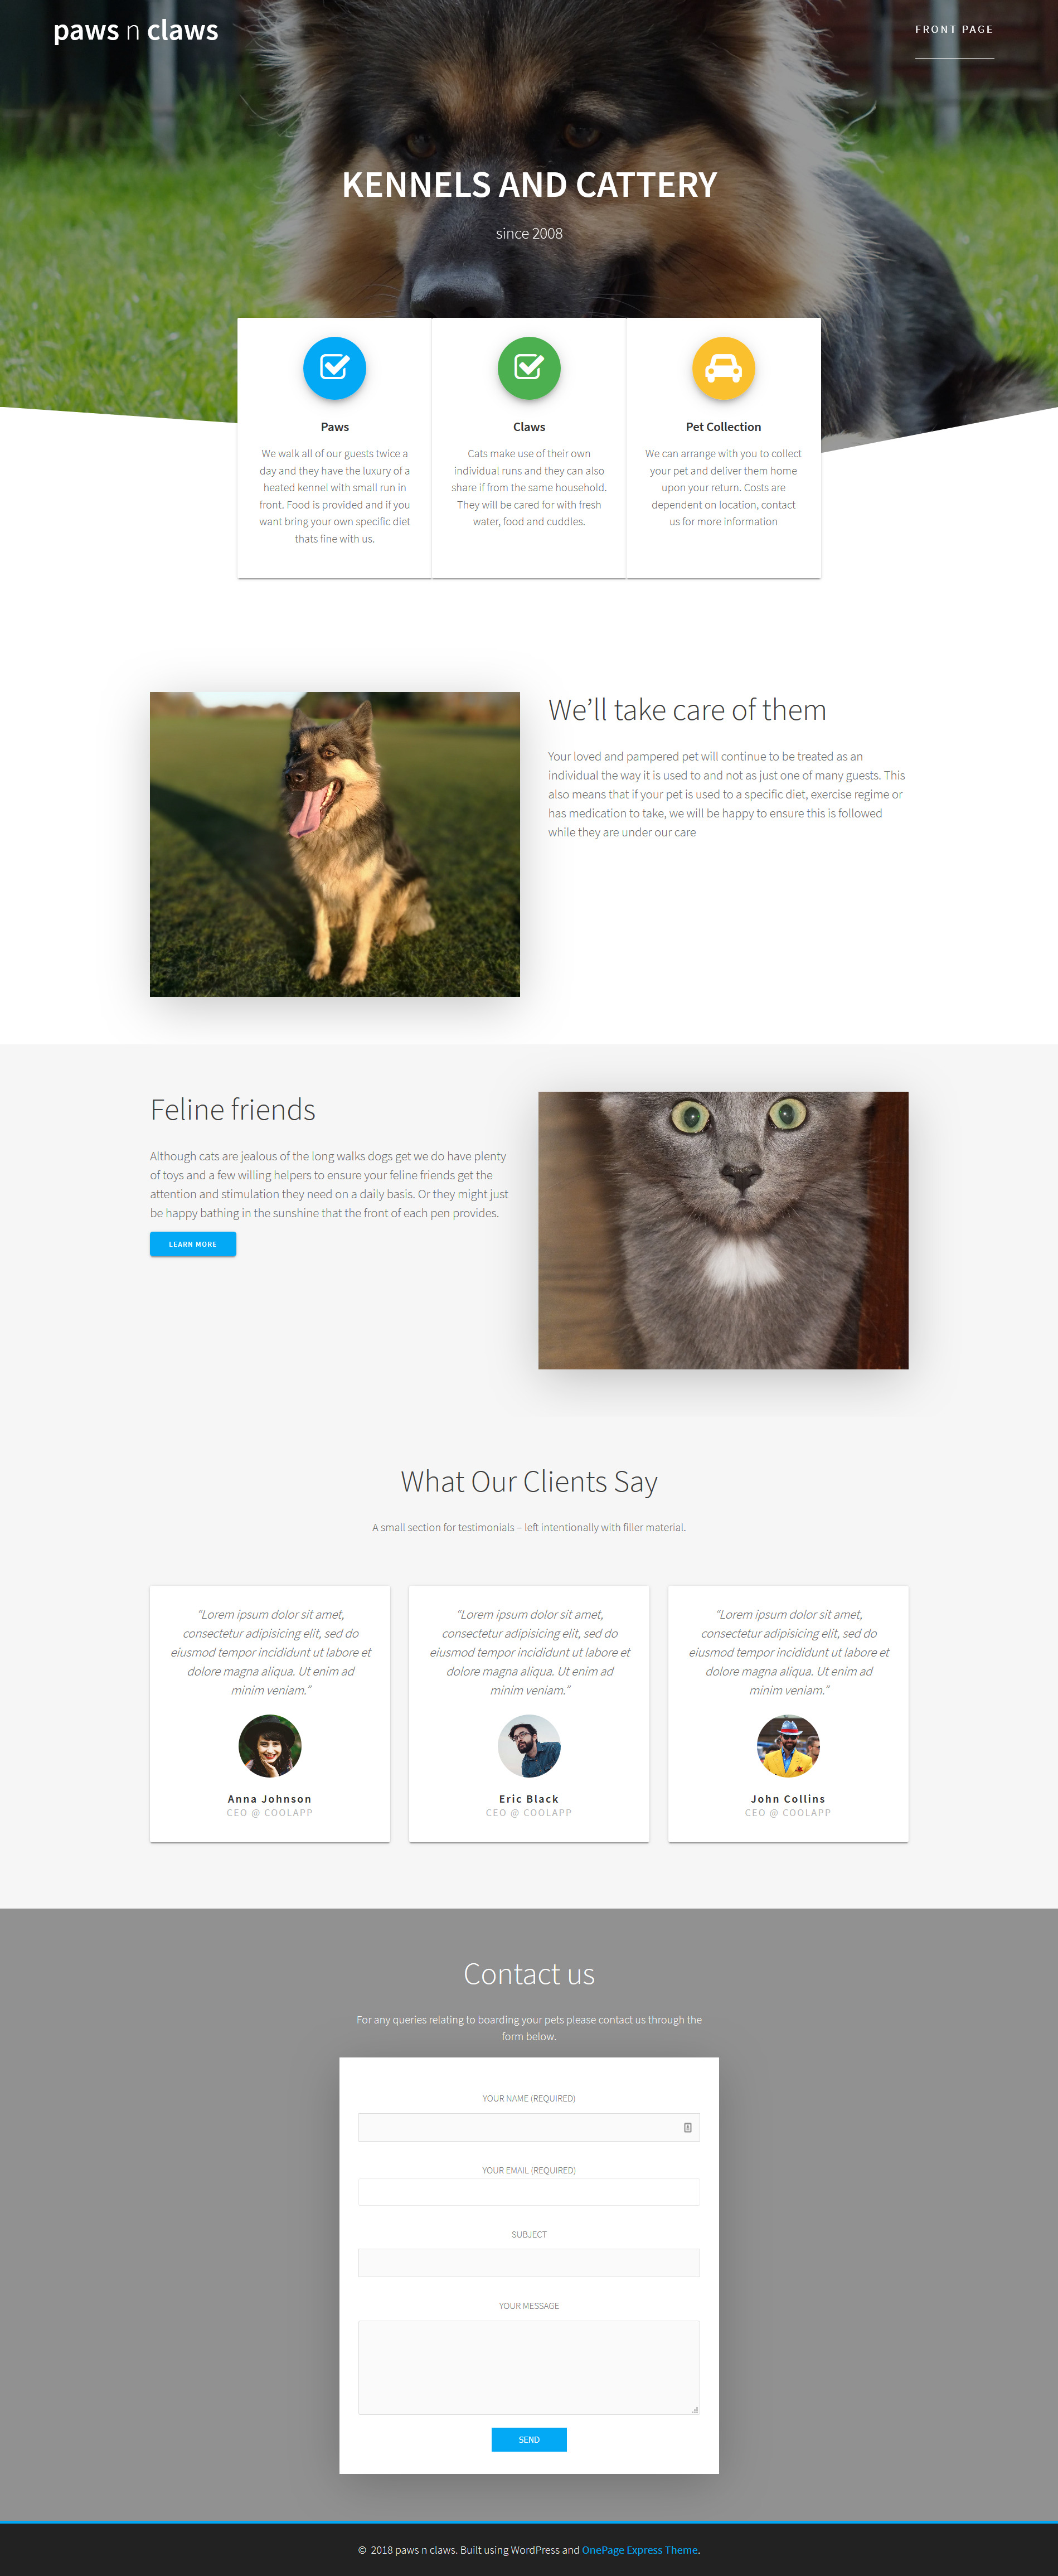 paws n claws
FRONT PAGE
KENNELS AND CATTERY
since 2008
Paws
We walk all of our guests twice a
day and they have the luxury of a
heated kennel with small run in
front. Food is provided and if you
want bring your own specific diet
thats fine with us.
Claws
Cats make use of their own
individual runs and they can also
share if from the same household.
They will be cared for with fresh
water, food and cuddles.
Pet Collection
We can arrange with you to collect
your pet and deliver them home
upon your return. Costs are
dependent on location, contact
us for more information
We’ll take care of them
Your loved and pampered pet will continue to be treated as an
individual the way it is used to and not as just one of many guests. This
also means that if your pet is used to a specific diet, exercise regime or
has medication to take, we will be happy to ensure this is followed
while they are under our care
Feline friends
Although cats are jealous of the long walks dogs get we do have plenty
of toys and a few willing helpers to ensure your feline friends get the
attention and stimulation they need on a daily basis. Or they might just
be happy bathing in the sunshine that the front of each pen provides.
LEARN MORE
What Our Clients Say
A small section for testimonials – left intentionally with filler material.
“Lorem ipsum dolor sit amet,
consectetur adipisicing elit, sed do
eiusmod tempor incididunt ut labore et
dolore magna aliqua. Ut enim ad
minim veniam.”
Anna Johnson
CEO @ COOLAPP
“Lorem ipsum dolor sit amet,
consectetur adipisicing elit, sed do
eiusmod tempor incididunt ut labore et
dolore magna aliqua. Ut enim ad
minim veniam.”
Eric Black
CEO @ COOLAPP
“Lorem ipsum dolor sit amet,
consectetur adipisicing elit, sed do
eiusmod tempor incididunt ut labore et
dolore magna aliqua. Ut enim ad
minim veniam.”
John Collins
CEO @ COOLAPP
Contact us
For any queries relating to boarding your pets please contact us through the
form below.
YOUR NAME (REQUIRED)
YOUR EMAIL (REQUIRED)
SUBJECT
YOUR MESSAGE
SEND
© 2018 paws n claws. Built using WordPress and OnePage Express Theme.